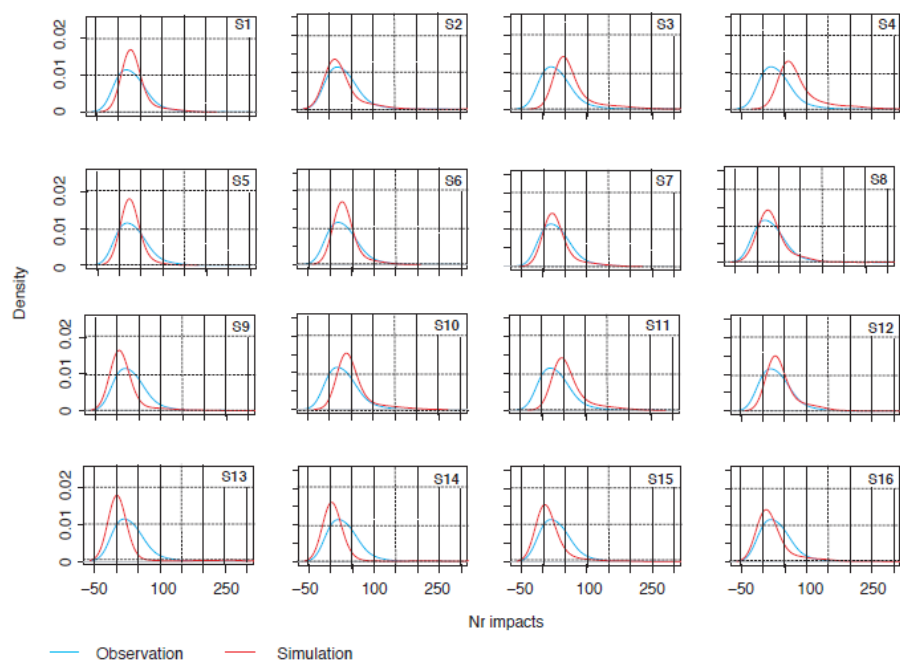 S1 S2 S3 S4
0 0.01 0.02
S5 S6 S7 S8
0 0.01 0.02
Density
S9 S10 S11 S12
0 0.01 0.02
S13 S14 S15 S16
0 0.01 0.02
−50 100 250 −50 100 250 −50 100 250 −50 100 250
Nr impacts
Observation Simulation